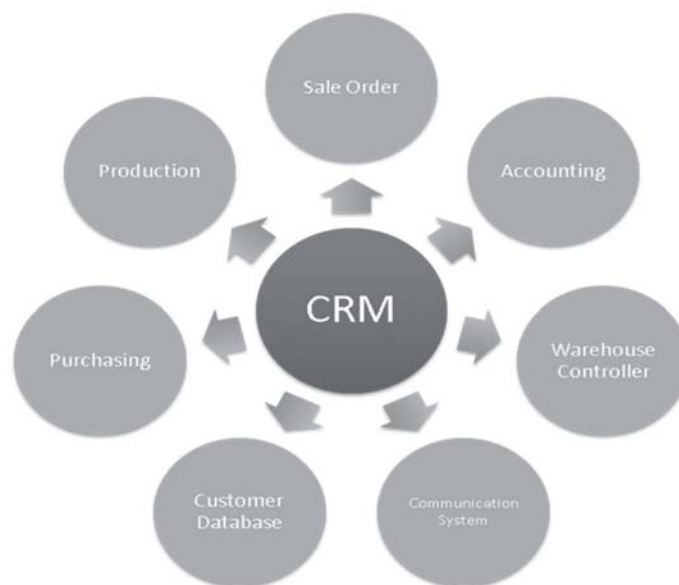 Sale Order
Production
Accounting
CRM
Purchasing
Warehouse
Controller
Customer
Database
Communication
System